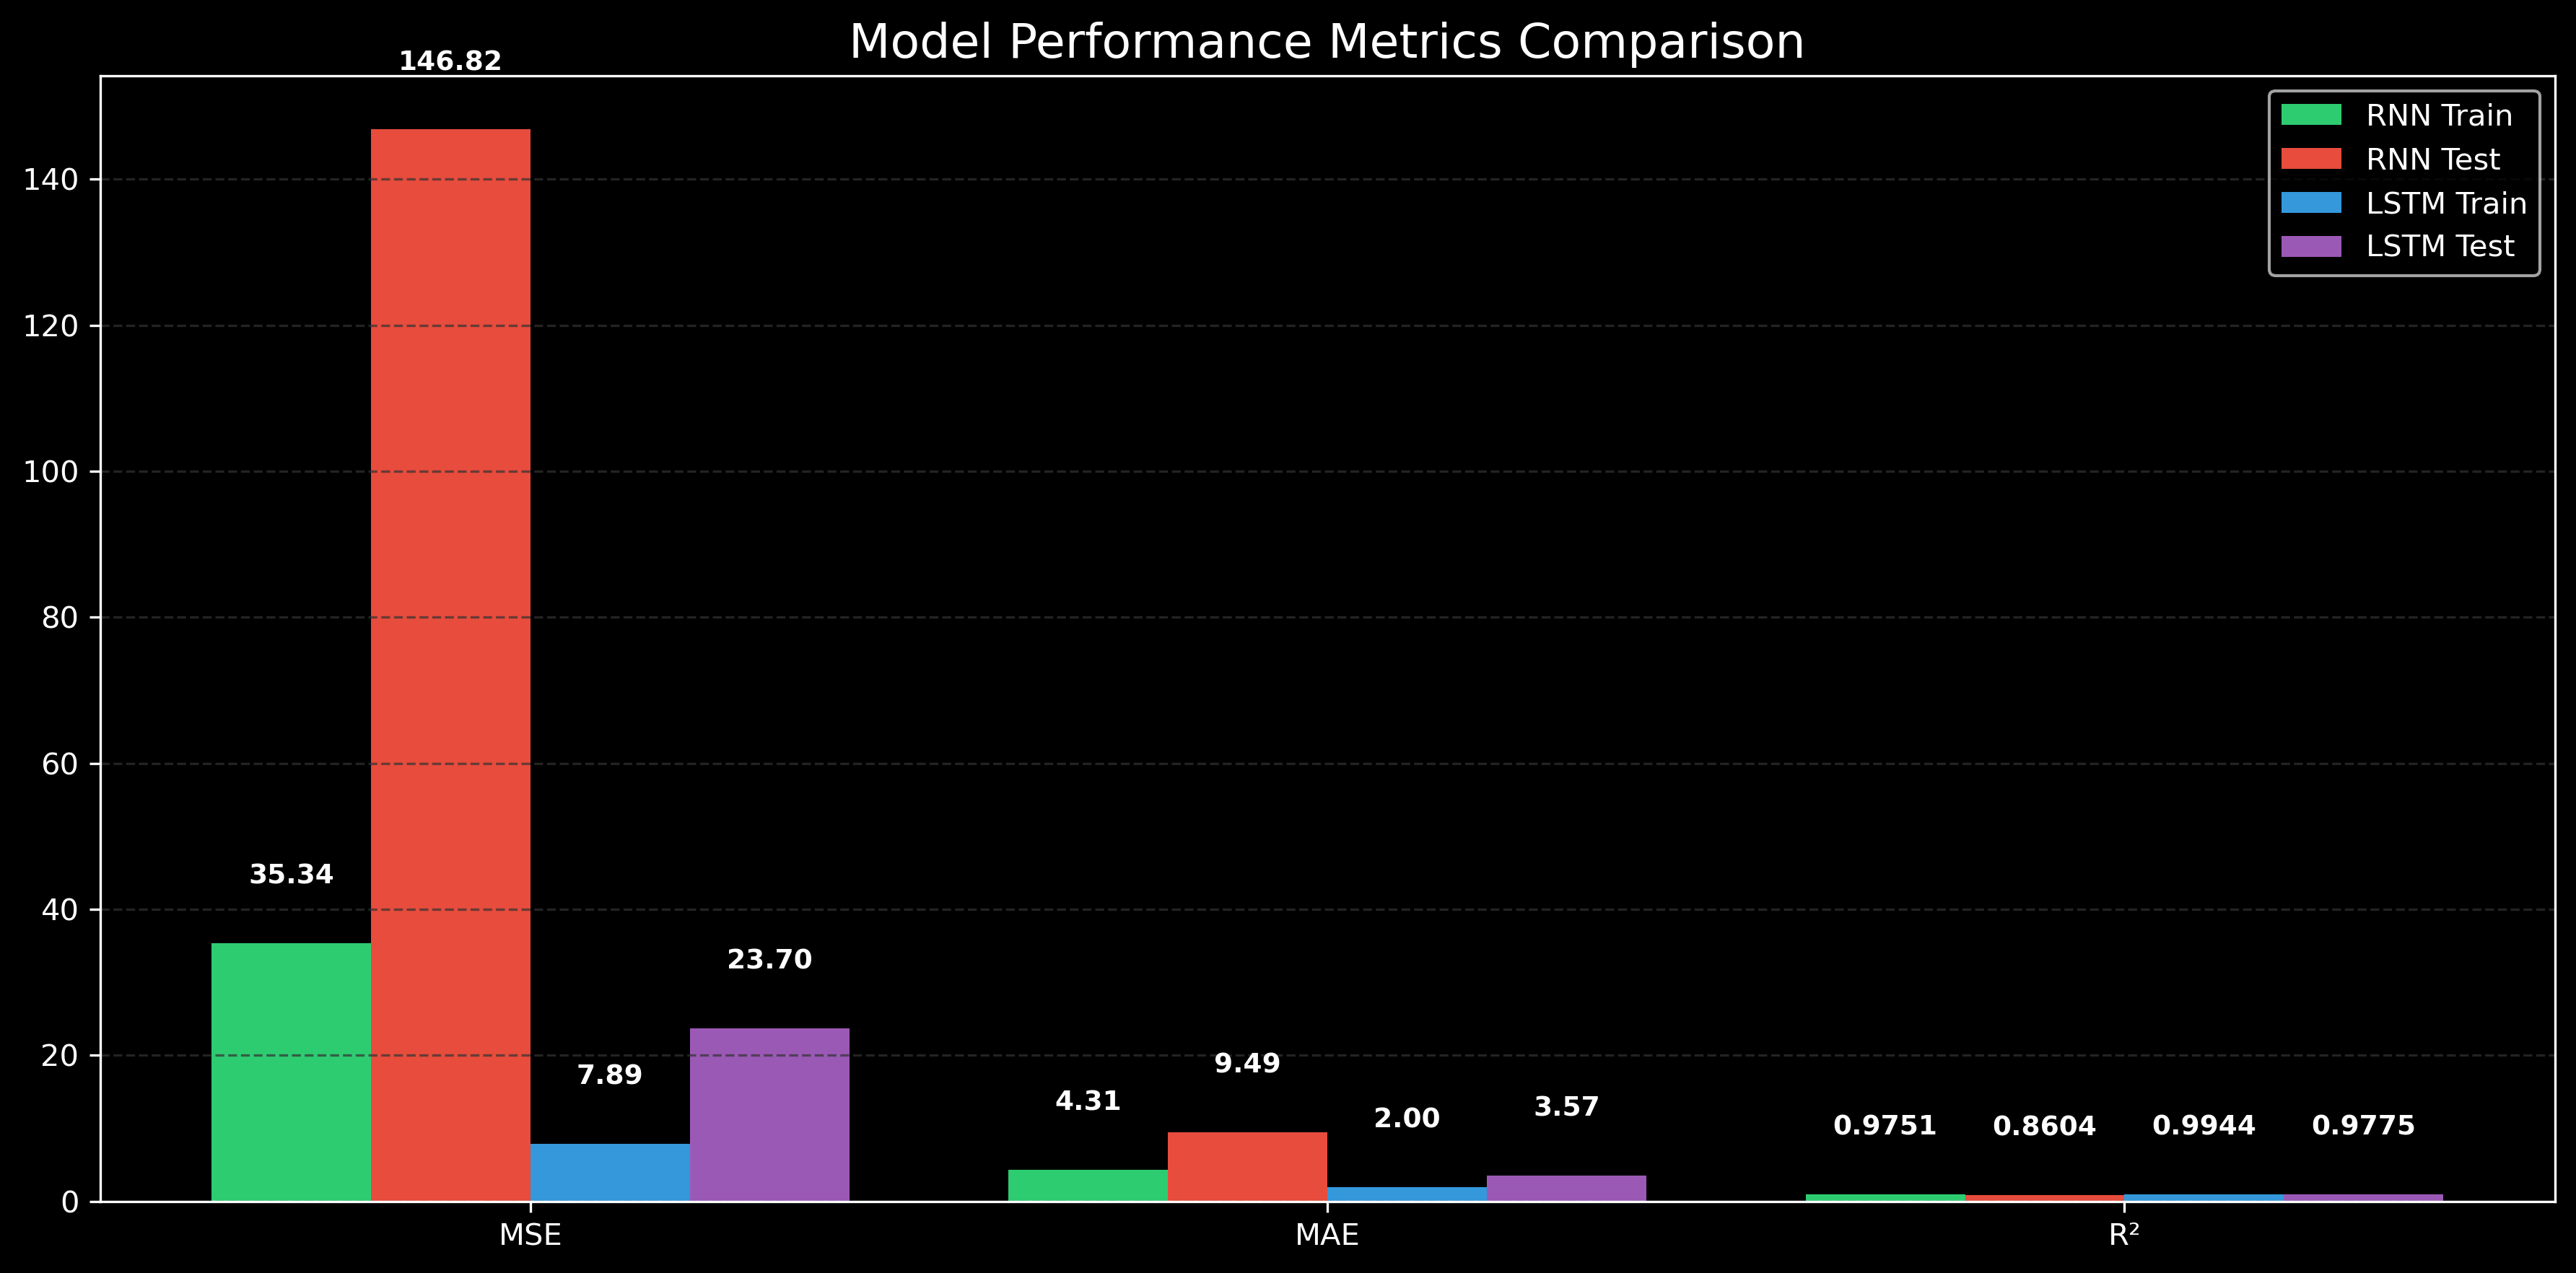 Model Performance Metrics Comparison
146.82
RNN Train
RNN Test
LSTM Train
LSTM Test
140
120
100
80
60
40
20
0
35.34
23.70
7.89
9.49
4.31
2.00
3.57
0.9751
0.8604
0.9944
0.9775
MSE
MAE
R²